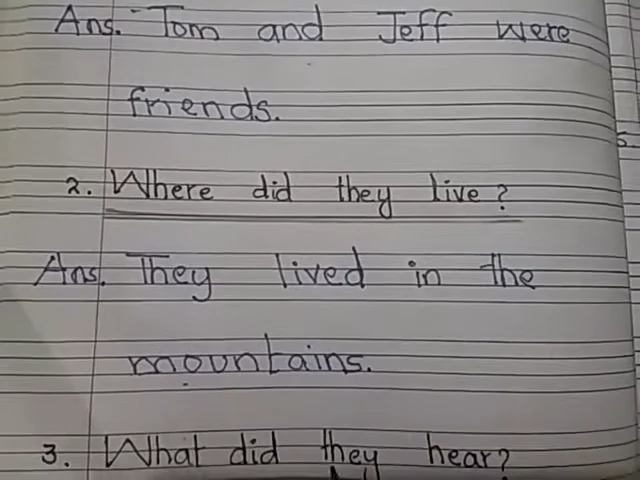 Ans. Tom and Jeff were
friends.
2. Where did they live?
Ans. They lived in the
mountains.
3. What did they hear?